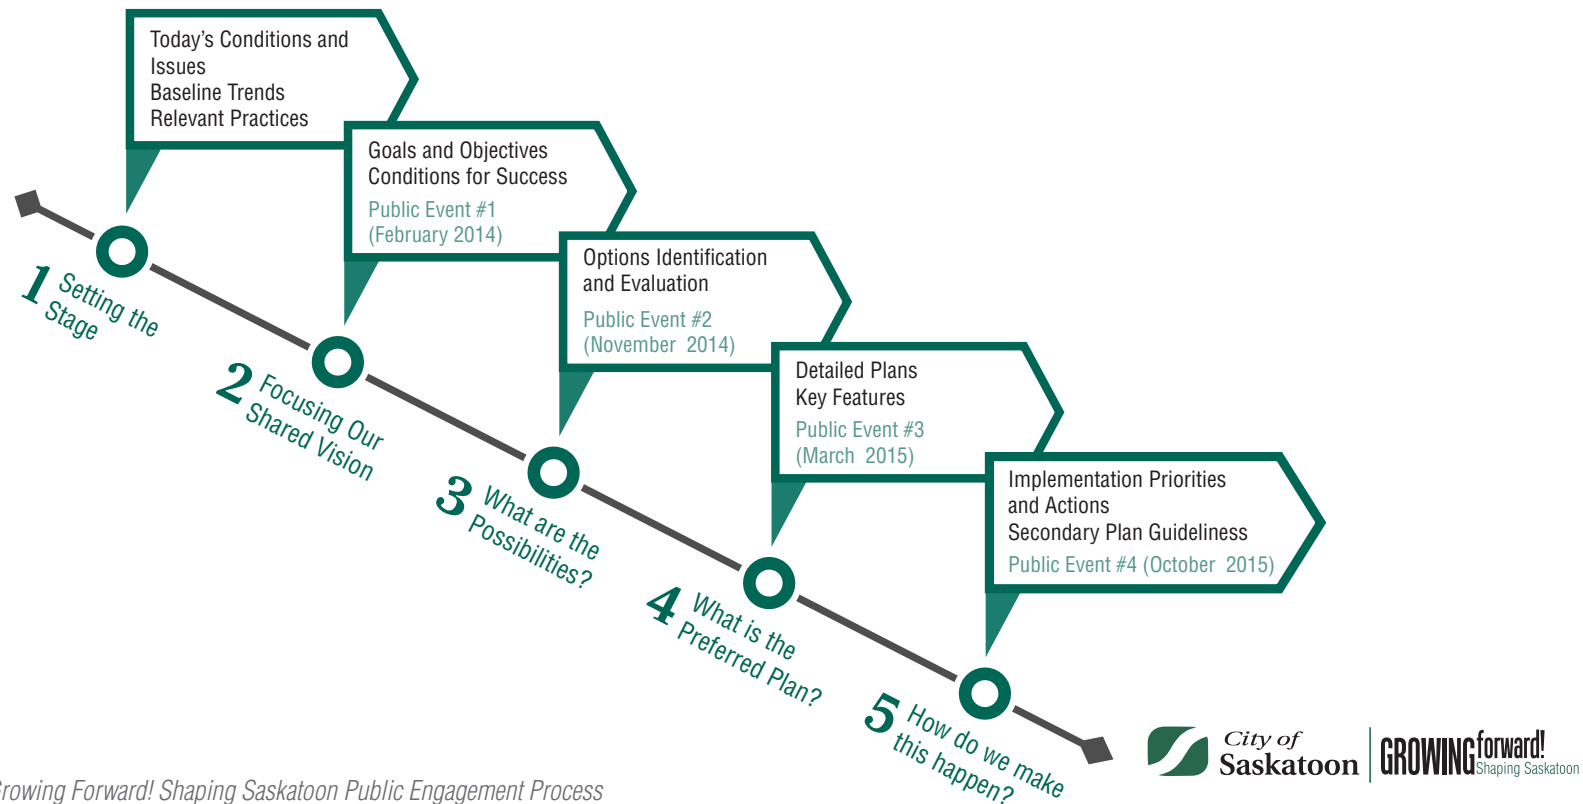 Today's Conditions and
Issues
Baseline Trends
Relevant Practices
1 Setting the
Stage
Goals and Objectives
Conditions for Success
Public Event #1
(February 2014)
2 Focusing Our
Shared Vision
Options Identification
and Evaluation
Public Event #2
(November 2014)
3 What are the
Possibilities?
Detailed Plans
Key Features
Public Event #3
(March 2015)
4 What is the
Preferred Plan?
Implementation Priorities
and Actions
Secondary Plan Guideliness
Public Event #4 (October 2015)
5 How do we make
this happen?
City of
Saskatoon
GROWING forward!
Shaping Saskatoon
Growing Forward! Shaping Saskatoon Public Engagement Process